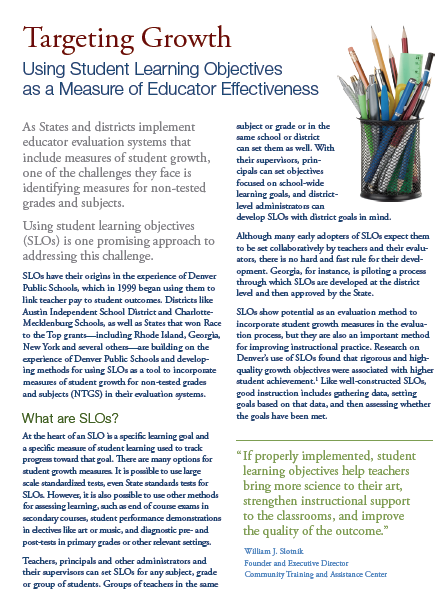 Targeting Growth
Using Student Learning Objectives
as a Measure of Educator Effectiveness
As States and districts implement
educator evaluation systems that
include measures of student growth,
one of the challenges they face is
identifying measures for non-tested
grades and subjects.
Using student learning objectives
(SLOs) is one promising approach to
addressing this challenge.
SLOs have their origins in the experience of Denver
Public Schools, which in 1999 began using them to
link teacher pay to student outcomes. Districts like
Austin Independent School District and Charlotte-
Mecklenburg Schools, as well as States that won Race
to the Top grants—including Rhode Island, Georgia,
New York and several others—are building on the
experience of Denver Public Schools and develop-
ing methods for using SLOs as a tool to incorporate
measures of student growth for non-tested grades
and subjects (NTGS) in their evaluation systems.
What are SLOs?
At the heart of an SLO is a specific learning goal and
a specific measure of student learning used to track
progress toward that goal. There are many options for
student growth measures. It is possible to use large
scale standardized tests, even State standards tests for
SLOs. However, it is also possible to use other methods
for assessing learning, such as end of course exams in
secondary courses, student performance demonstrations
in electives like art or music, and diagnostic pre- and
post-tests in primary grades or other relevant settings.
Teachers, principals and other administrators and
their supervisors can set SLOs for any subject, grade
or group of students. Groups of teachers in the same
subject or grade or in the
same school or district
can set them as well. With
their supervisors, prin-
cipals can set objectives
focused on school-wide
learning goals, and district-
level administrators can
develop SLOs with district goals in mind.
Although many early adopters of SLOs expect them
to be set collaboratively by teachers and their evalu-
ators, there is no hard and fast rule for their devel-
opment. Georgia, for instance, is piloting a process
through which SLOs are developed at the district
level and then approved by the State.
SLOs show potential as an evaluation method to
incorporate student growth measures in the evalua-
tion process, but they are also an important method
for improving instructional practice. Research on
Denver's use of SLOs found that rigorous and high-
quality growth objectives were associated with higher
student achievement.¹ Like well-constructed SLOs,
good instruction includes gathering data, setting
goals based on that data, and then assessing whether
the goals have been met.
“If properly implemented, student
learning objectives help teachers
bring more science to their art,
strengthen instructional support
to the classrooms, and improve
the quality of the outcome.”
William J. Slotnik
Founder and Executive Director
Community Training and Assistance Center